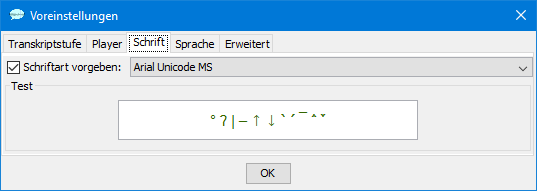 Voreinstellungen
Transkriptstufe Player Schrift Sprache Erweitert
Schriftart vorgeben: Arial Unicode MS
Test
° ʔ | – ↑ ↓ ` ´ ¯ ˆ ˇ
OK